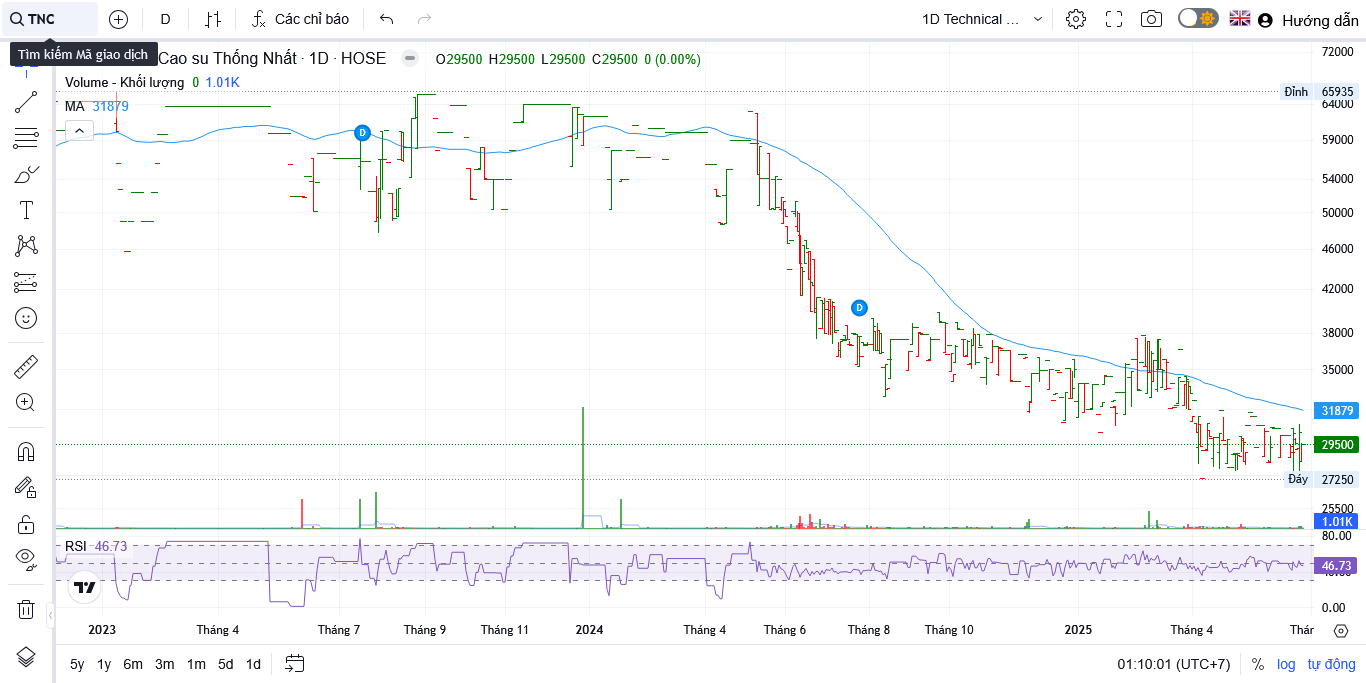 TNC
D
Các chỉ báo
1D Technical ...
Hướng dẫn
Tìm kiếm Mã giao dịch
Cao su Thống Nhất · 1D · HOSE
O29500 H29500 L29500 C29500 0 (0.00%)
Volume - Khối lượng 0 1.01K
MA 31879
D
D
72000
Đỉnh 65935
64000
59000
54000
50000
46000
42000
38000
35000
31879
29500
Đáy 27250
25500
1.01K
RSI 46.73
80.00
46.73
0.00
2023
Tháng 4
Tháng 7
Tháng 9
Tháng 11
2024
Tháng 4
Tháng 6
Tháng 8
Tháng 10
2025
Tháng 4
Thár
5y 1y 6m 3m 1m 5d 1d
01:10:01 (UTC+7)
% log tự động